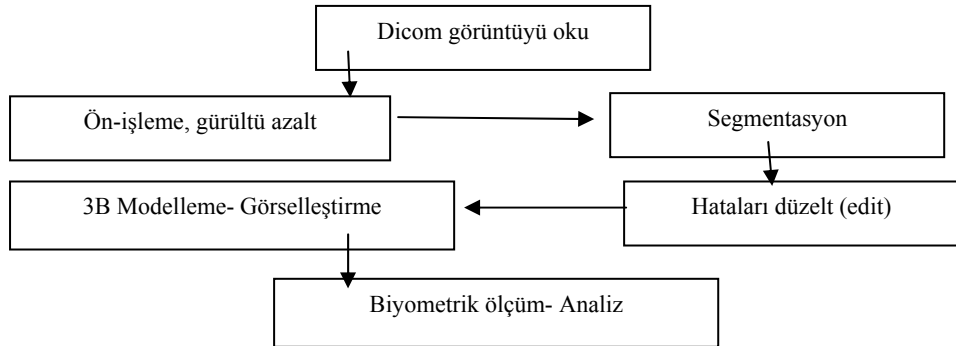 Dicom görüntüyü oku
Ön-işleme, gürültü azalt
Segmentasyon
Hataları düzelt (edit)
3B Modelleme- Görselleştirme
Biyometrik ölçüm- Analiz